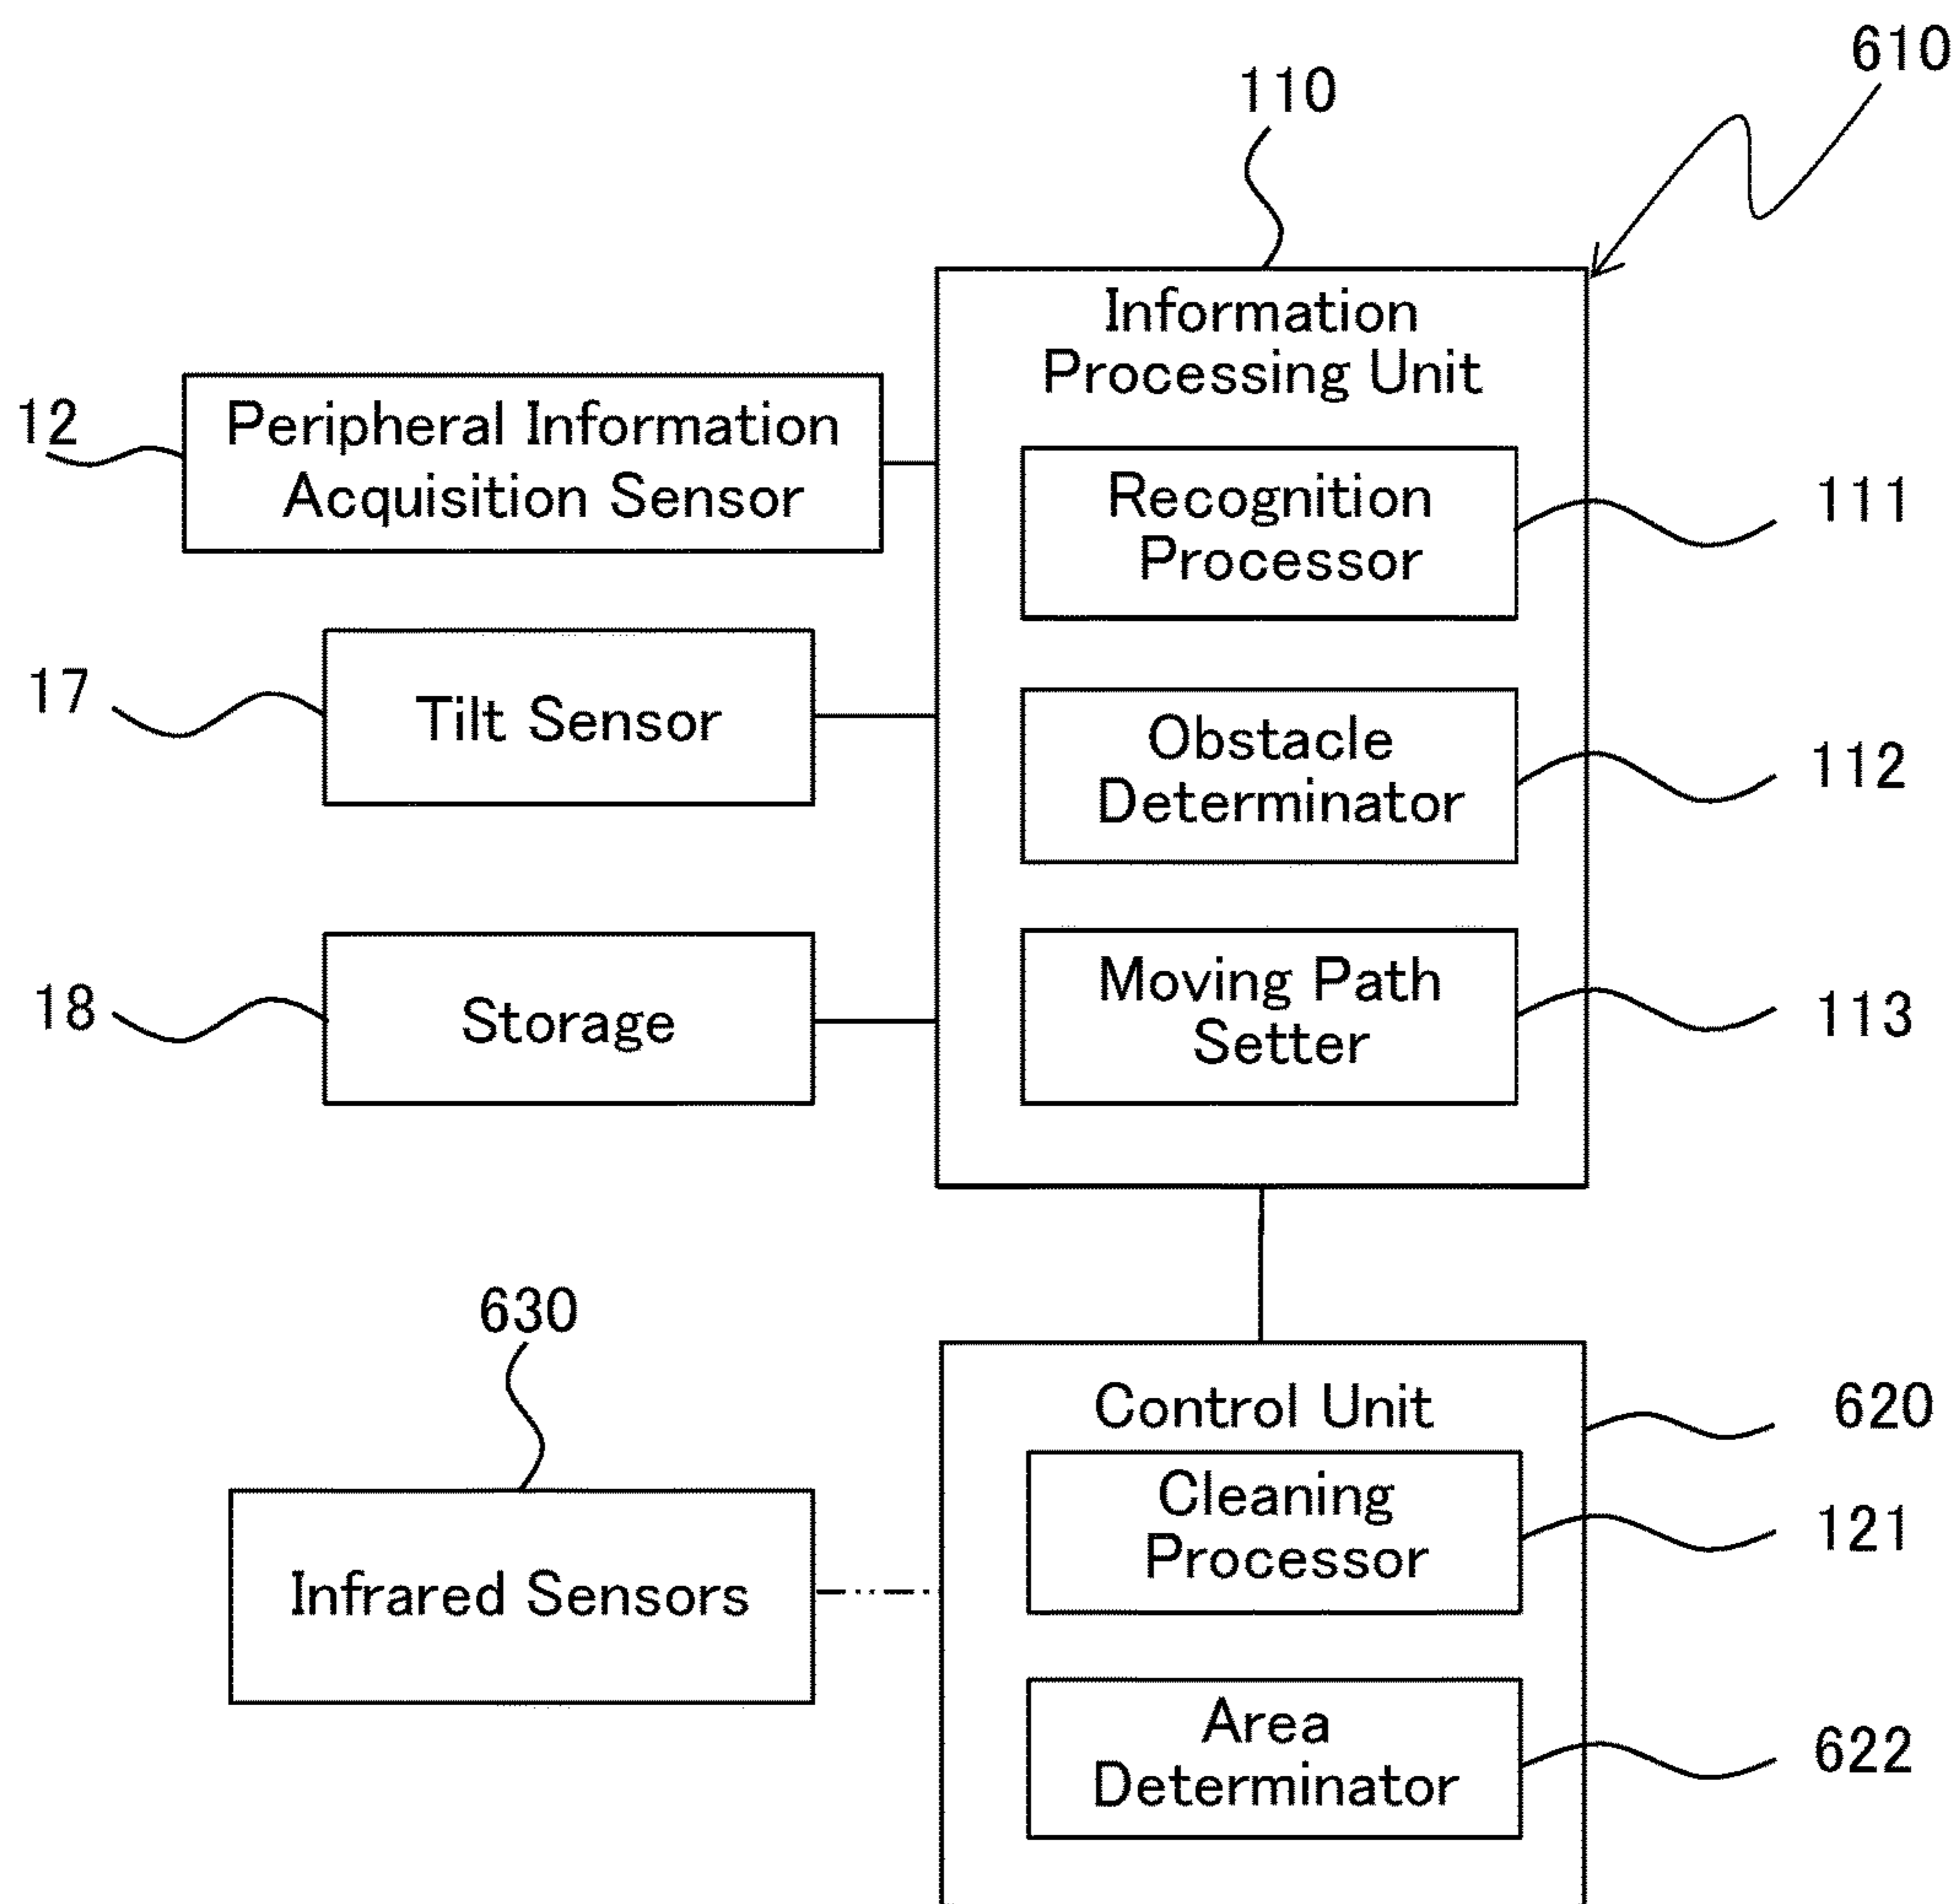 610
110
Information
Processing Unit
12
Peripheral Information
Acquisition Sensor
Recognition
Processor
111
17
Tilt Sensor
Obstacle
Determinator
112
18
Storage
Moving Path
Setter
113
630
Infrared Sensors
Control Unit
620
Cleaning
Processor
121
Area
Determinator
622